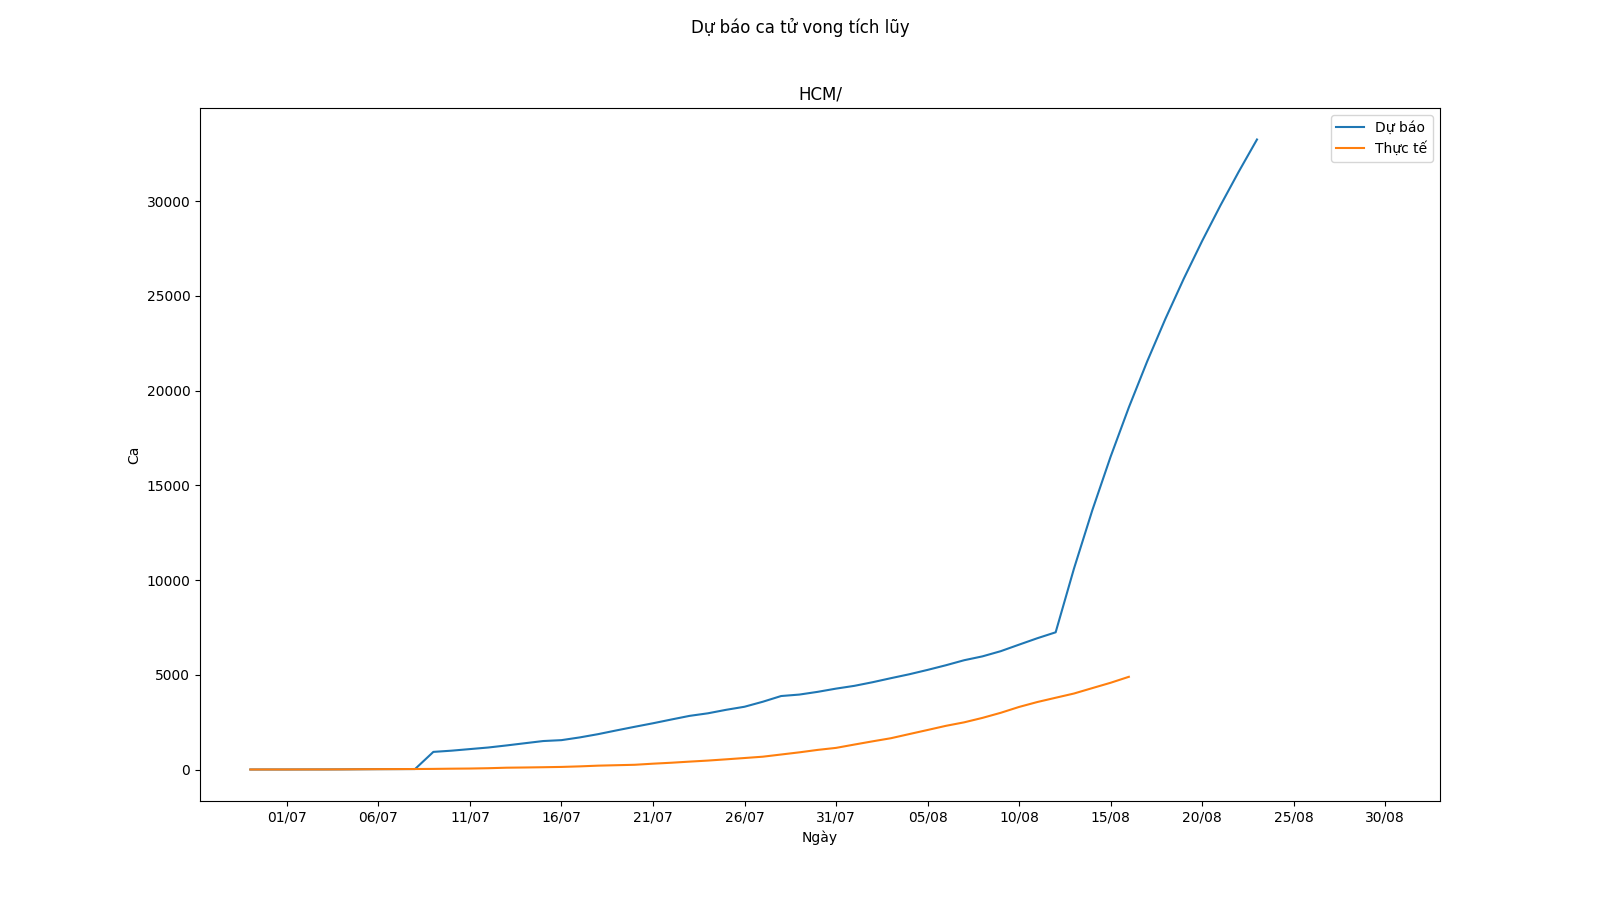 Dự báo ca tử vong tích lũy
HCM/
Dự báo
Thực tế
30000
25000
20000
15000
10000
5000
0
Ca
01/07 06/07 11/07 16/07 21/07 26/07 31/07 05/08 10/08 15/08 20/08 25/08 30/08
Ngày